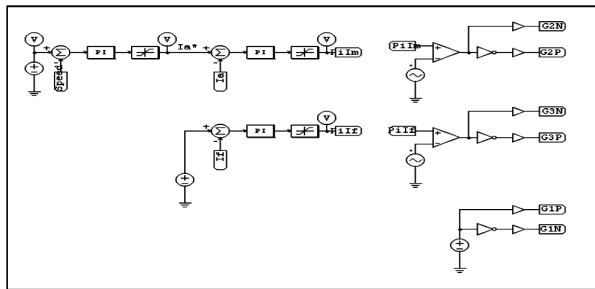 V
V
V
G2N
Ia*
PI
PI
PiIm
PiIm
G2P
Speed
Ia
V
G3N
PI
PiIf
PiIf
G3P
If
G1P
G1N